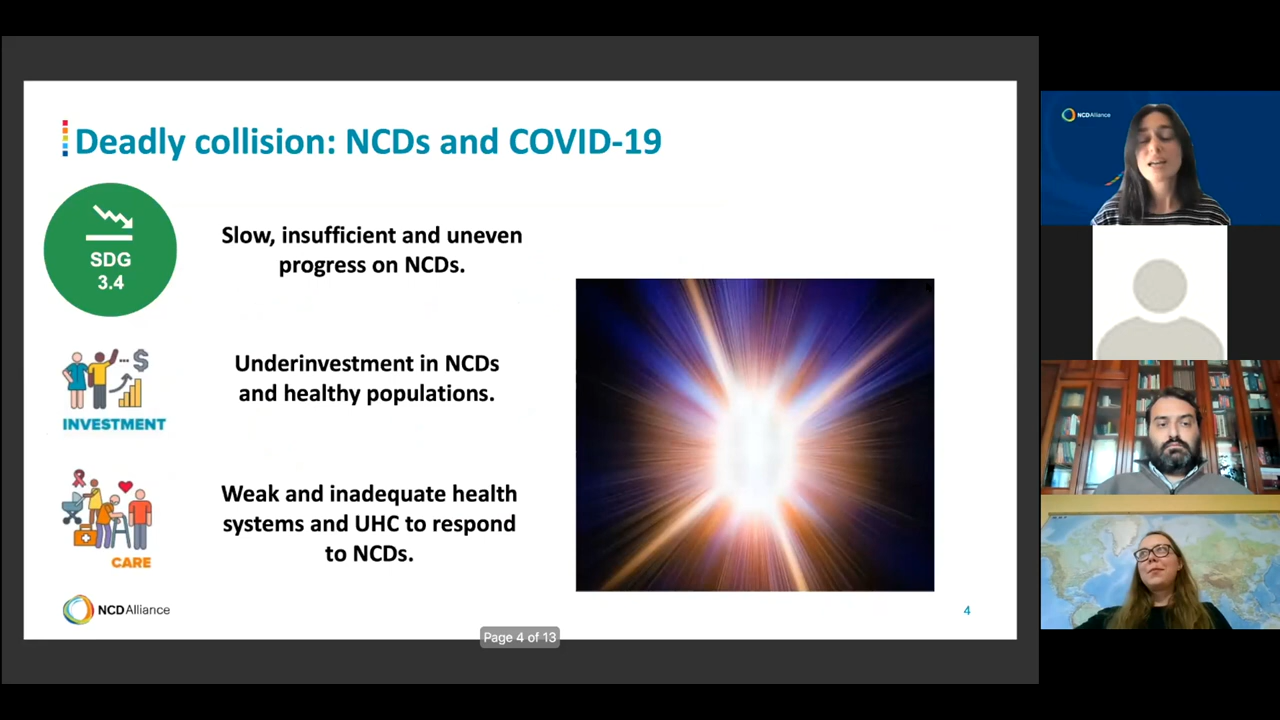 Deadly collision: NCDs and COVID-19
SDG
3.4
Slow, insufficient and uneven
progress on NCDs.
... $
INVESTMENT
Underinvestment in NCDs
and healthy populations.
CARE
Weak and inadequate health
systems and UHC to respond
to NCDs.
NCD Alliance
4
Page 4 of 13
NCDAlliance